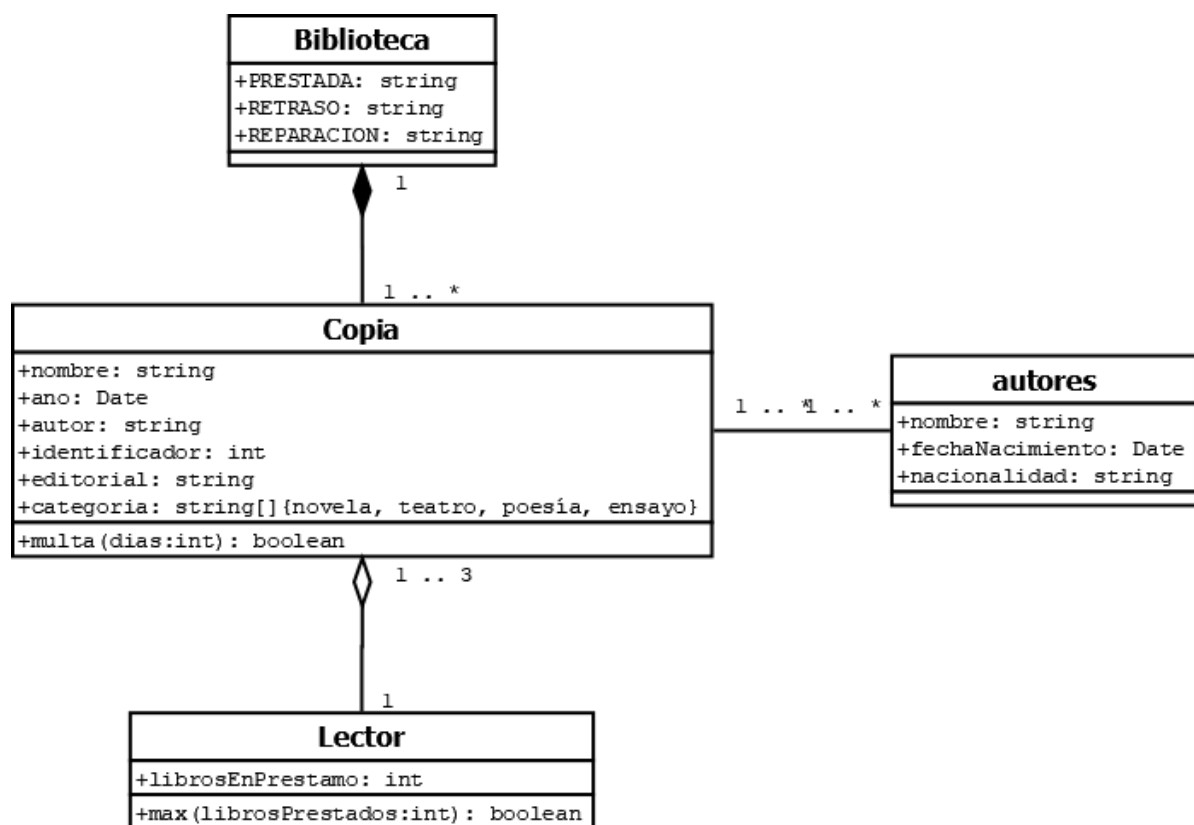 Biblioteca
+PRESTADA: string
+RETRASO: string
+REPARACION: string
1
1 .. *
Copia
+nombre: string
+ano: Date
+autor: string
+identificador: int
+editorial: string
+categoria: string[]{novela, teatro, poesía, ensayo}
+multa(dias:int): boolean
1 .. * 1 .. *
autores
+nombre: string
+fechaNacimiento: Date
+nacionalidad: string
1 .. 3
1
Lector
+librosEnPrestamo: int
+max(librosPrestados:int): boolean